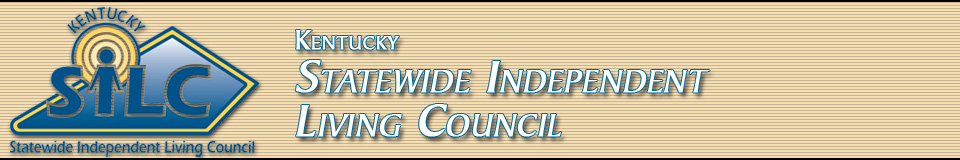 KENTUCKY
SiLC
Statewide Independent Living Council
KENTUCKY
STATEWIDE INDEPENDENT
LIVING COUNCIL